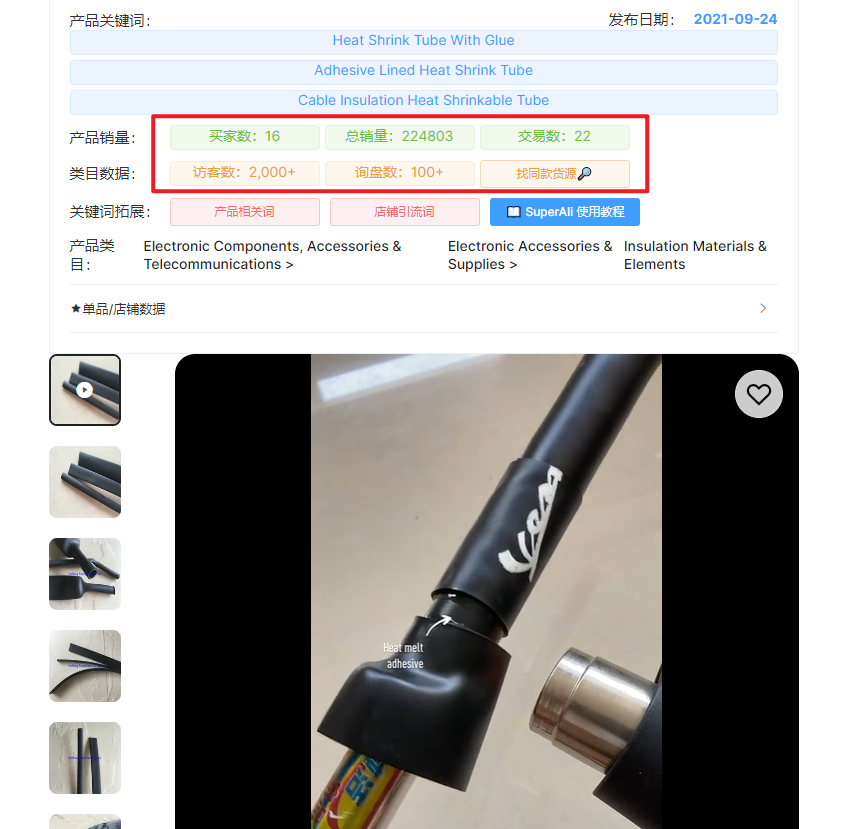 产品关键词： 发布日期： 2021-09-24
Heat Shrink Tube With Glue
Adhesive Lined Heat Shrink Tube
Cable Insulation Heat Shrinkable Tube
产品销量： 买家数：16 总销量：224803 交易数：22
类目数据： 访客数：2,000+ 询盘数：100+ 找同款货源
关键词拓展： 产品相关词 店铺引流词 SuperAli 使用教程
产品类 Electronic Components, Accessories & Electronic Accessories & Insulation Materials &
目： Telecommunications > Supplies > Elements
★单品/店铺数据
Heat melt
adhesive